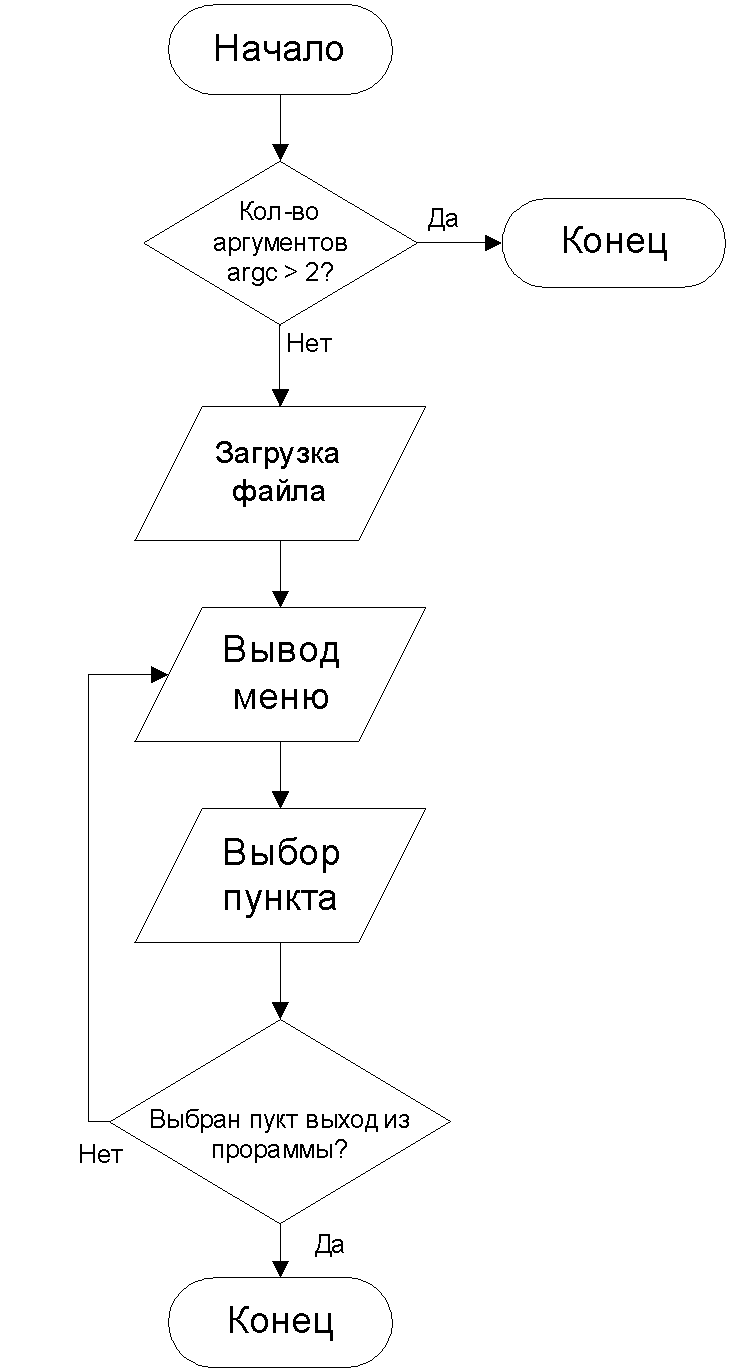 Начало
Кол-во
аргументов
argc > 2?
Да
Конец
Нет
Загрузка
файла
Вывод
меню
Выбор
пункта
Выбран пукт выход из
прораммы?
Нет
Да
Конец